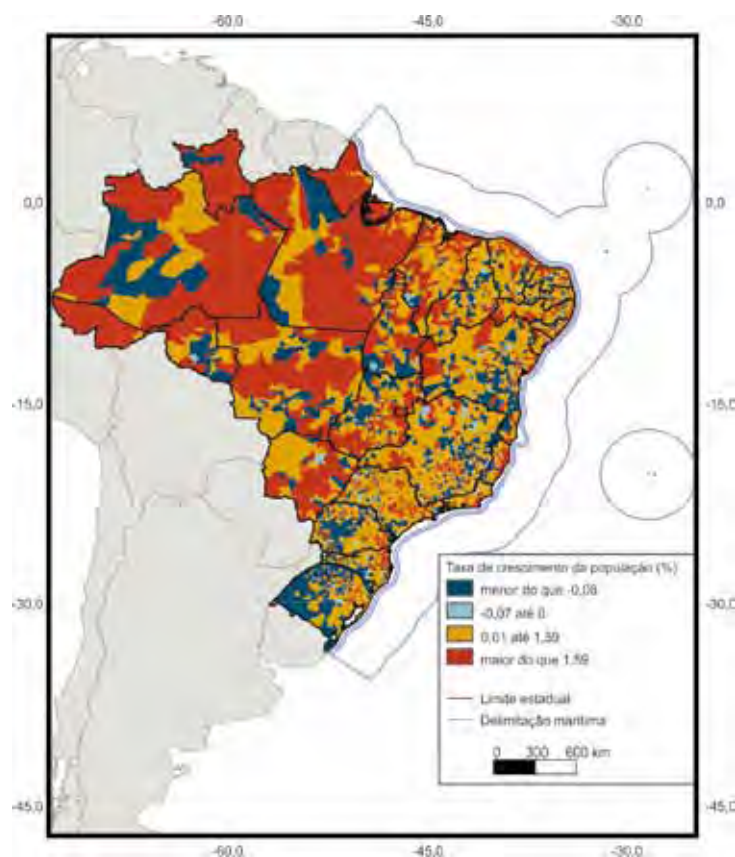 -60.0 -45.0 -30.0
0,0 0,0
-15,0 -15,0
Taxa de crescimento da população (%)
menor do que -0,08
-0,07 até 0
0,01 até 1,59
maior do que 1,59
Limite estadual
Delimitação marítima
0 300 600 km
-30,0 -30,0
-45,0 -45,0
-60.0 -45.0 -30.0